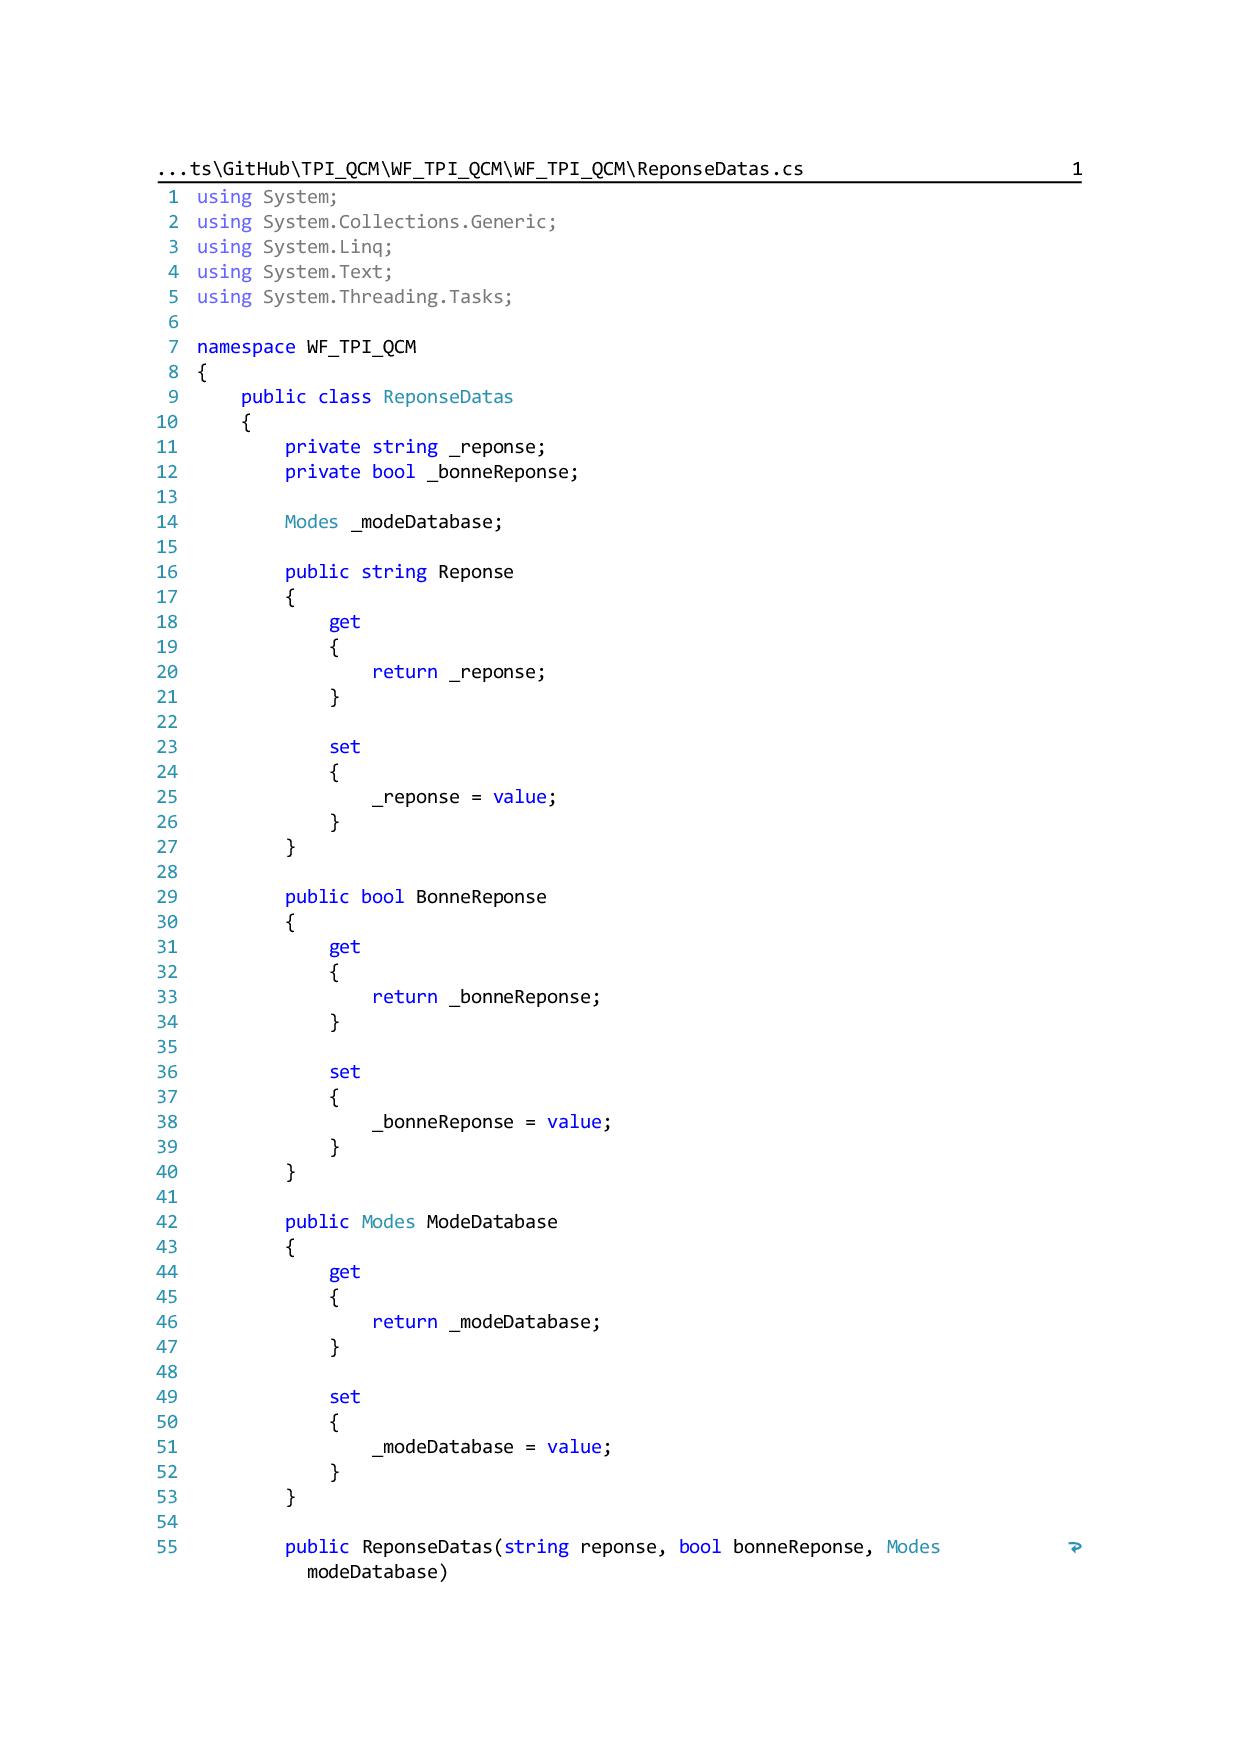 ...ts\GitHub\TPI_QCM\WF_TPI_QCM\WF_TPI_QCM\ReponseDatas.cs 1
1 using System;
2 using System.Collections.Generic;
3 using System.Linq;
4 using System.Text;
5 using System.Threading.Tasks;
6
7 namespace WF_TPI_QCM
8 {
9     public class ReponseDatas
10     {
11         private string _reponse;
12         private bool _bonneReponse;
13
14         Modes _modeDatabase;
15
16         public string Reponse
17         {
18             get
19             {
20                 return _reponse;
21             }
22
23             set
24             {
25                 _reponse = value;
26             }
27         }
28
29         public bool BonneReponse
30         {
31             get
32             {
33                 return _bonneReponse;
34             }
35
36             set
37             {
38                 _bonneReponse = value;
39             }
40         }
41
42         public Modes ModeDatabase
43         {
44             get
45             {
46                 return _modeDatabase;
47             }
48
49             set
50             {
51                 _modeDatabase = value;
52             }
53         }
54
55         public ReponseDatas(string reponse, bool bonneReponse, Modes
modeDatabase)